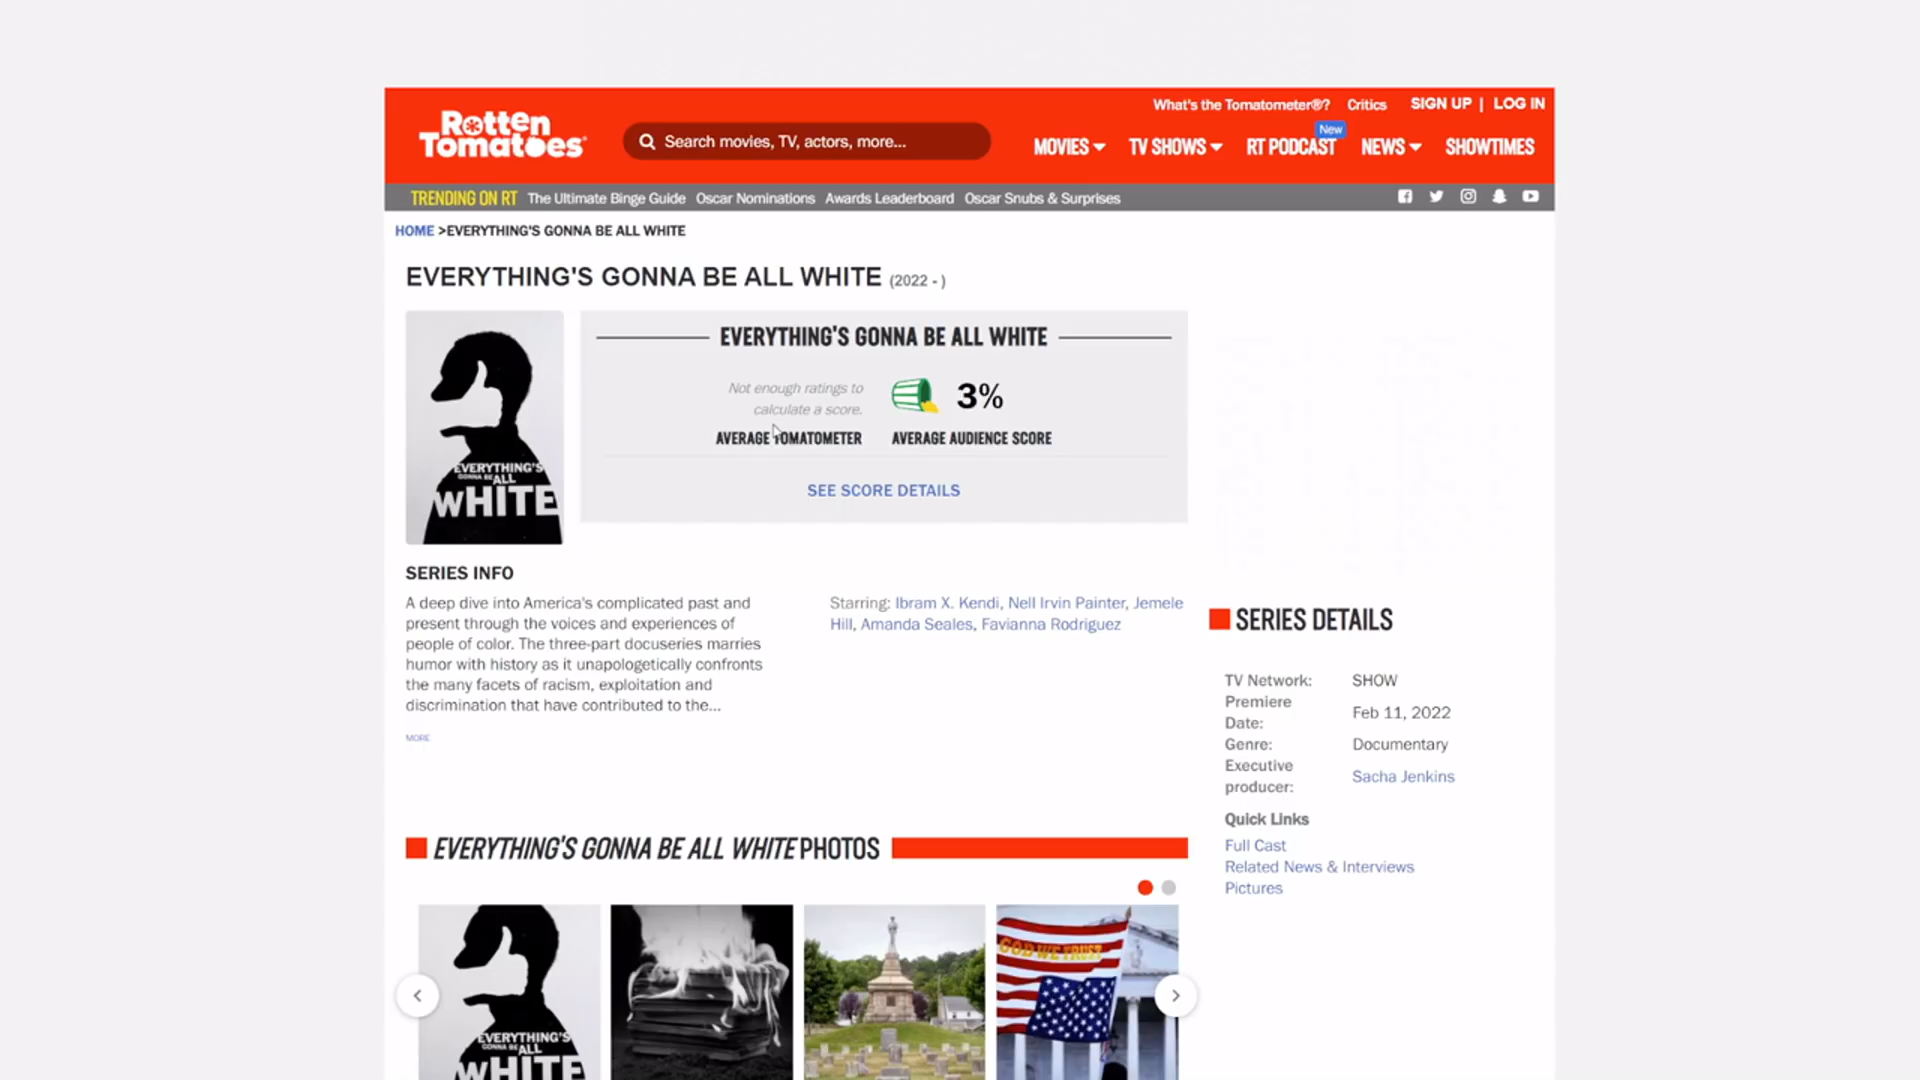 What's the Tomatometer®? Critics SIGN UP | LOG IN
Rotten
Tomatoes
Search movies, TV, actors, more...
New
MOVIES TV SHOWS RT PODCAST NEWS SHOWTIMES
TRENDING ON RT The Ultimate Binge Guide Oscar Nominations Awards Leaderboard Oscar Snubs & Surprises
HOME >EVERYTHING'S GONNA BE ALL WHITE
EVERYTHING'S GONNA BE ALL WHITE (2022 - )
EVERYTHING'S
GONNA BE ALL
WHITE
EVERYTHING'S GONNA BE ALL WHITE
Not enough ratings to
calculate a score.
3%
AVERAGE TOMATOMETER AVERAGE AUDIENCE SCORE
SEE SCORE DETAILS
SERIES INFO
A deep dive into America's complicated past and
present through the voices and experiences of
people of color. The three-part docuseries marries
humor with history as it unapologetically confronts
the many facets of racism, exploitation and
discrimination that have contributed to the...
MORE
Starring: Ibram X. Kendi, Nell Irvin Painter, Jemele
Hill, Amanda Seales, Favianna Rodriguez
SERIES DETAILS
TV Network: SHOW
Premiere
Date: Feb 11, 2022
Genre: Documentary
Executive
producer: Sacha Jenkins
Quick Links
Full Cast
Related News & Interviews
Pictures
EVERYTHING'S GONNA BE ALL WHITE PHOTOS
EVERYTHING'S
GONNA BE ALL
WHITE
GOD WE TRUST